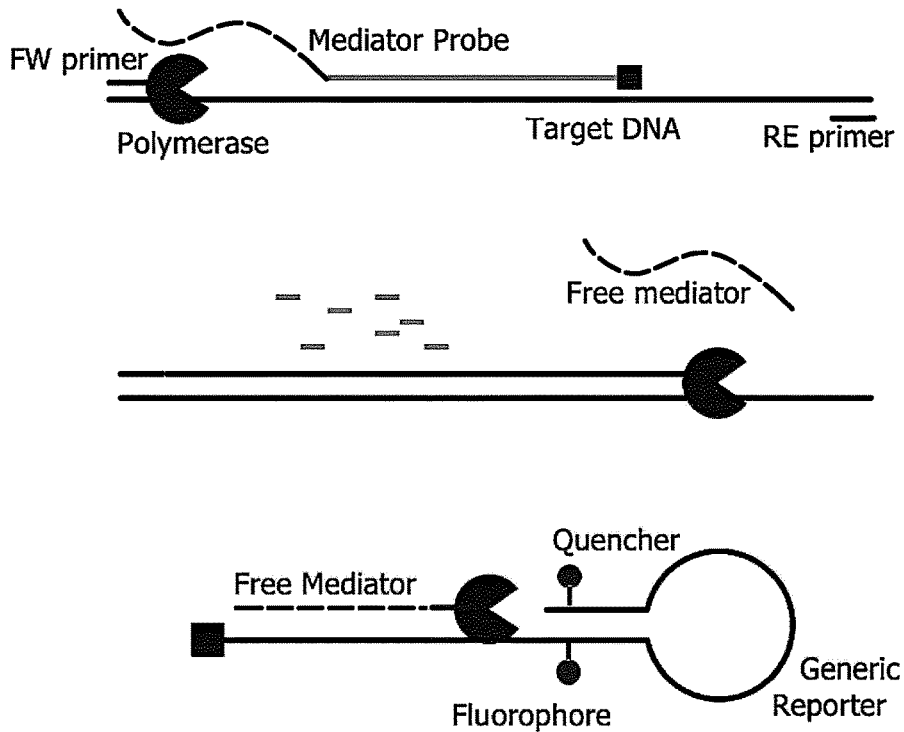 Mediator Probe
FW primer
Polymerase
Target DNA
RE primer
Free mediator
Quencher
Free Mediator
Generic
Reporter
Fluorophore